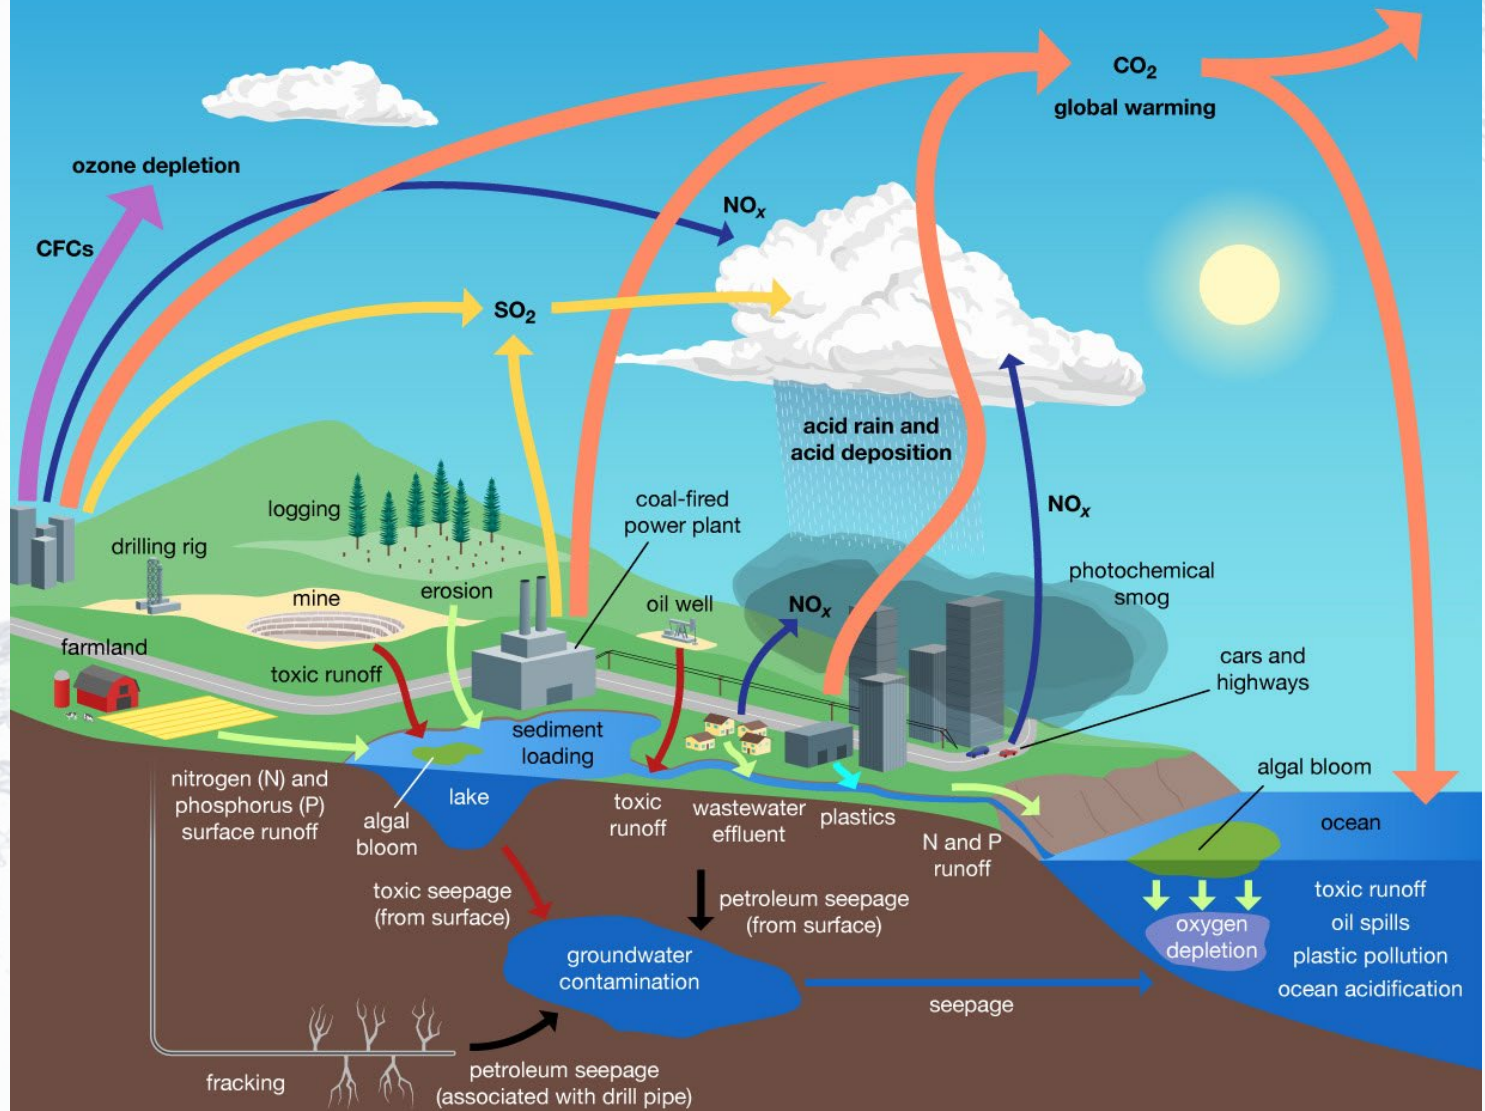 CO₂
global warming
ozone depletion
NOₓ
CFCs
SO₂
acid rain and
acid deposition
coal-fired
power plant
logging
NOₓ
drilling rig
photochemical
smog
erosion
mine
oil well
NOₓ
farmland
cars and
highways
toxic runoff
sediment
loading
algal bloom
nitrogen (N) and
phosphorus (P)
surface runoff
lake
algal
bloom
toxic
runoff
wastewater
effluent
plastics
ocean
N and P
runoff
toxic seepage
(from surface)
petroleum seepage
(from surface)
toxic runoff
oil spills
plastic pollution
ocean acidification
oxygen
depletion
groundwater
contamination
seepage
fracking
petroleum seepage
(associated with drill pipe)